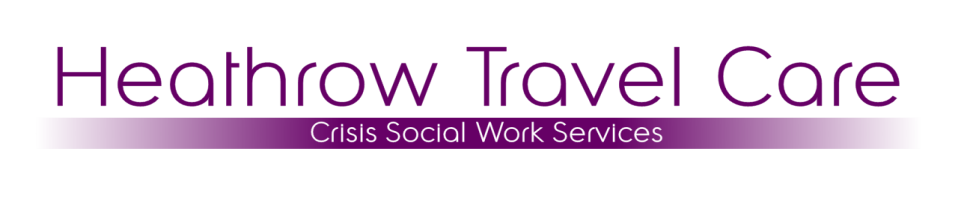 Heathrow Travel Care
Crisis Social Work Services